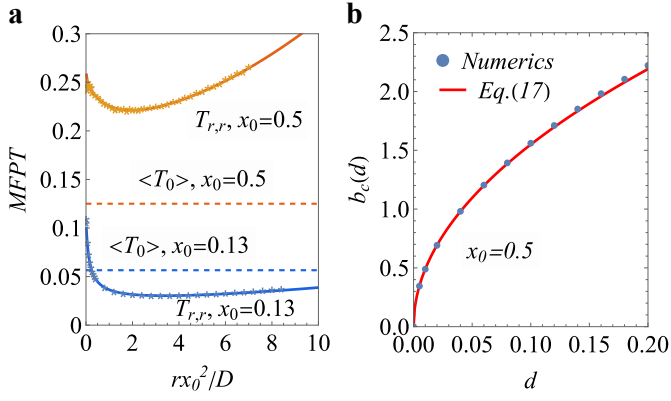 a
MFPT
0.3
0.25
0.2
0.15
0.1
0.05
0
T_{r,r}, x_0=0.5
<T_0>, x_0=0.5
<T_0>, x_0=0.13
T_{r,r}, x_0=0.13
0 2 4 6 8 10
rx_0^2/D
b
b_c(d)
2.5
2.0
1.5
1.0
0.5
0.0
Numerics
Eq.(17)
x_0=0.5
0.00 0.05 0.10 0.15 0.20
d